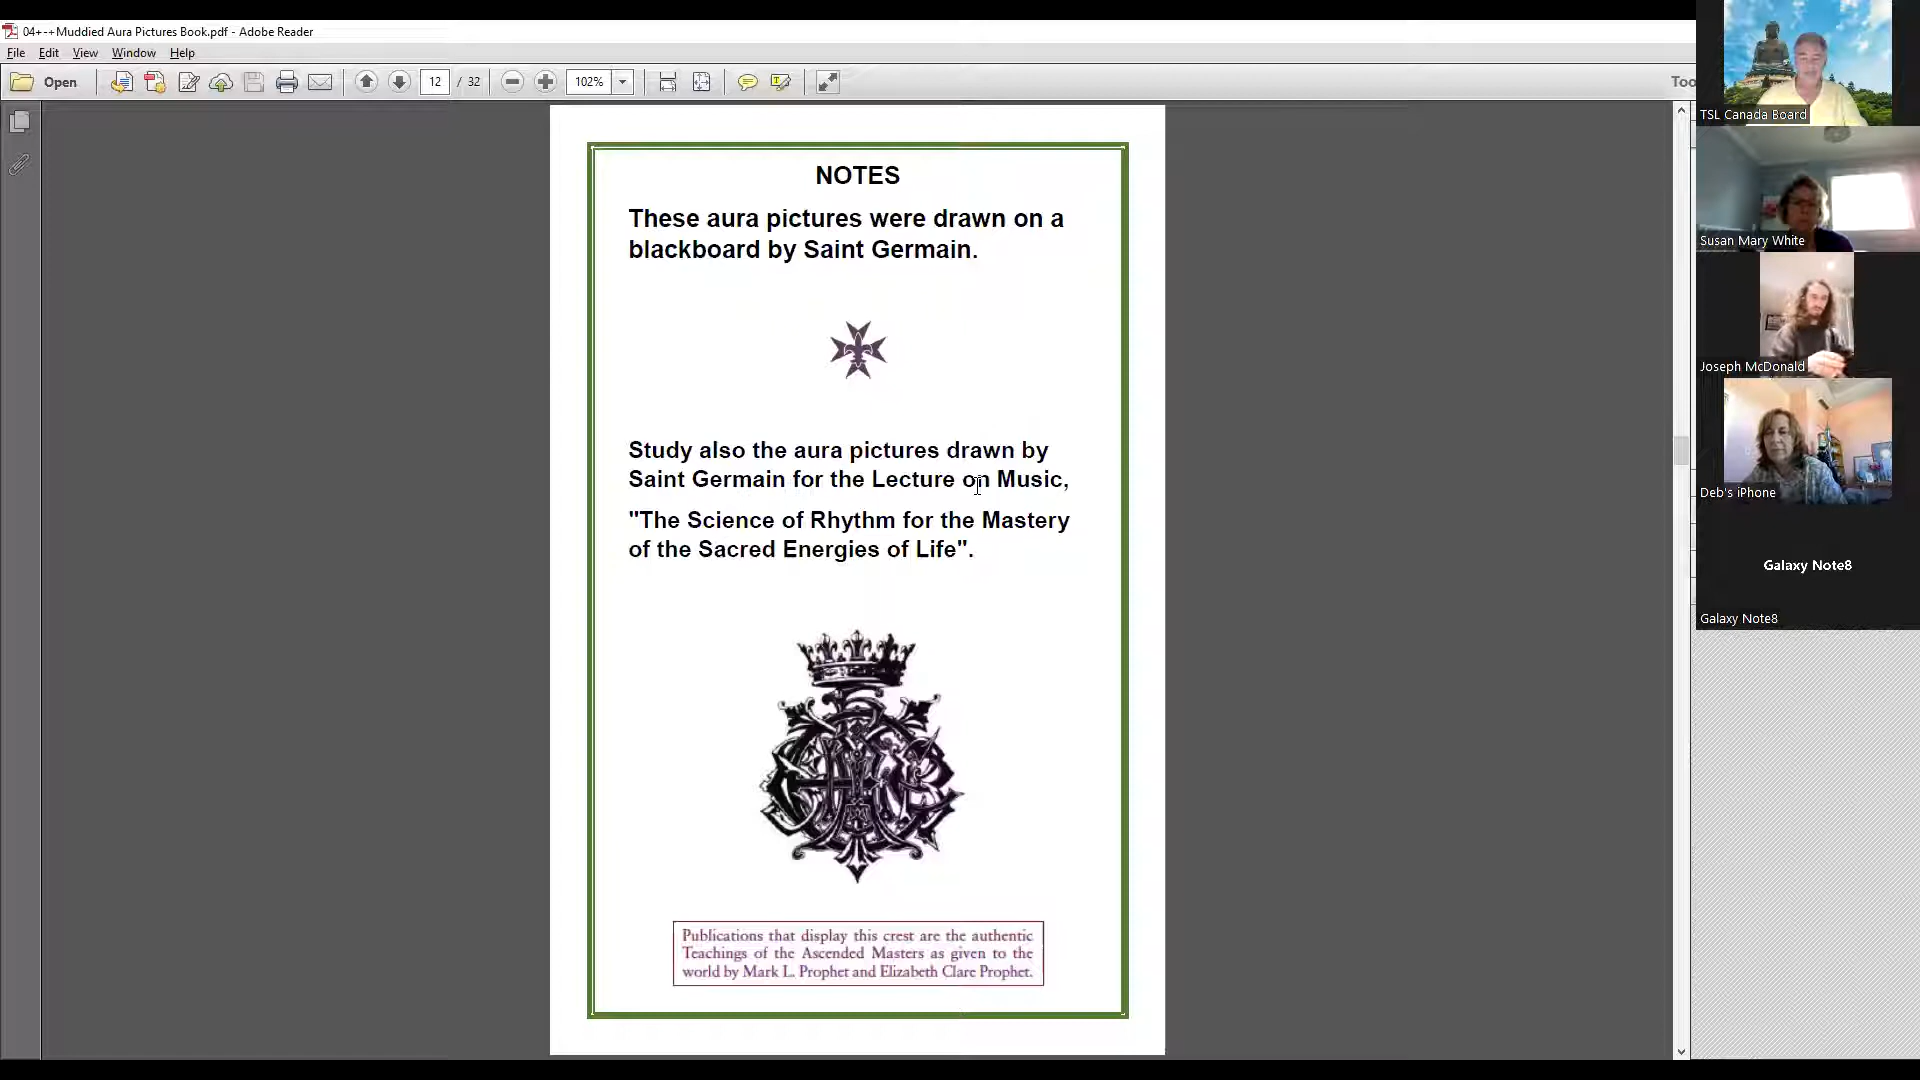 04+-+Muddied Aura Pictures Book.pdf - Adobe Reader
File Edit View Window Help
Open 12 / 32 102% Too
NOTES
These aura pictures were drawn on a
blackboard by Saint Germain.
Study also the aura pictures drawn by
Saint Germain for the Lecture on Music,
"The Science of Rhythm for the Mastery
of the Sacred Energies of Life".
Publications that display this crest are the authentic
Teachings of the Ascended Masters as given to the
world by Mark L. Prophet and Elizabeth Clare Prophet.
TSL Canada Board
Susan Mary White
Joseph McDonald
Deb's iPhone
Galaxy Note8
Galaxy Note8